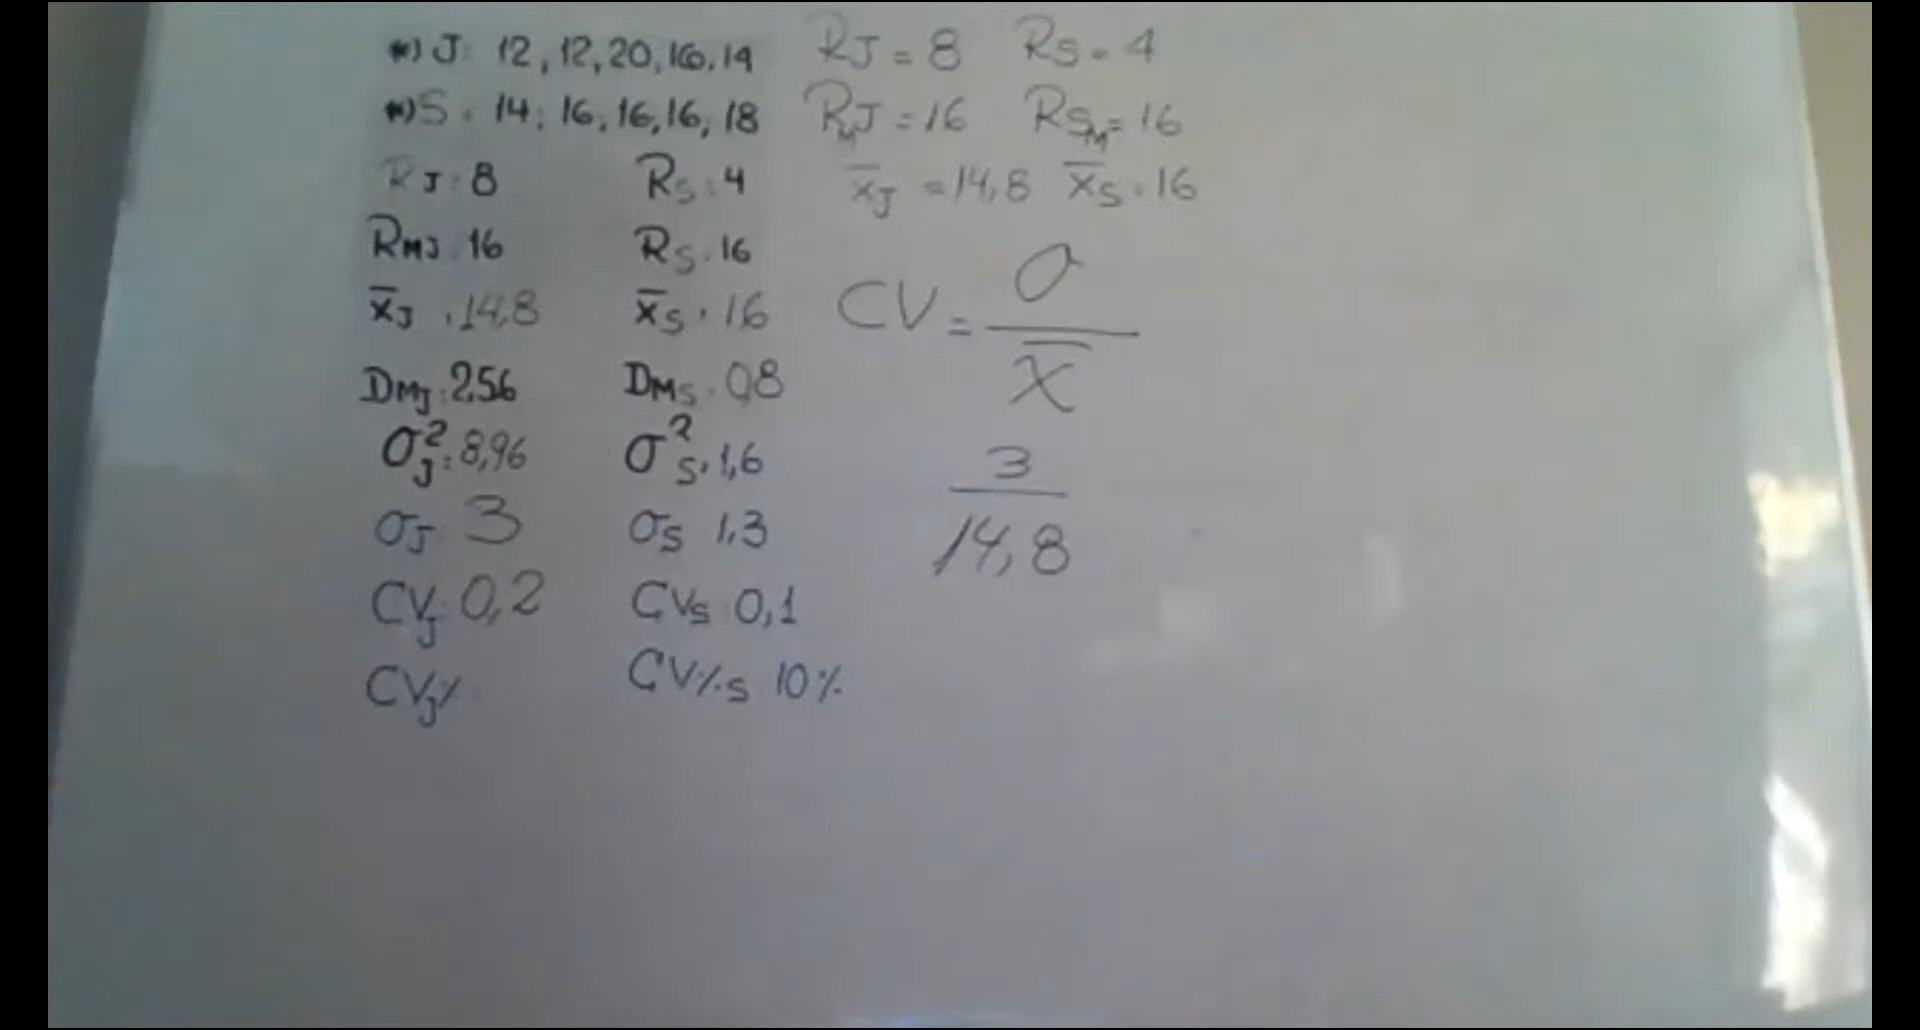 *) J: 12, 12, 20, 16, 14 RJ = 8 RS = 4
*) S: 14; 16, 16, 16, 18 RMJ = 16 RSM = 16
RJ: 8 RS: 4 x̄J = 14,8 x̄S. 16
RMJ. 16 RS. 16
x̄J. 14,8 x̄S. 16 CV = σ / x̄
DMJ: 2,56 DMS. 0,8
σ²J: 8,96 σ²S. 1,6 3 / 14,8
σJ 3 σS 1,3
CVJ 0,2 CVS 0,1
CVJ% CV%S 10%